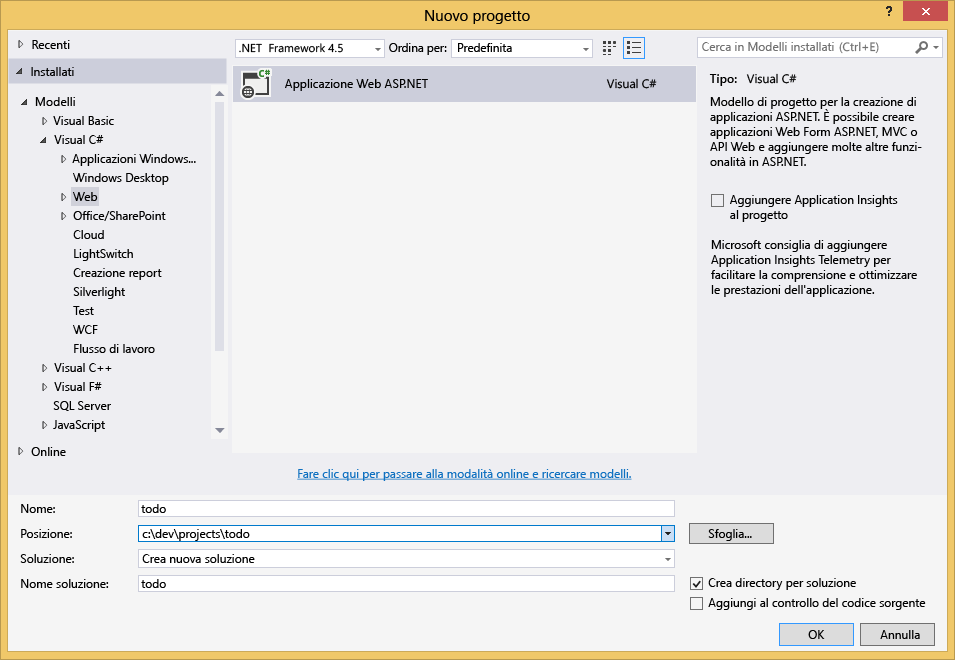 Nuovo progetto
?
Recenti
.NET Framework 4.5
Ordina per:
Predefinita
Cerca in Modelli installati (Ctrl+E)
Installati
Modelli
Visual Basic
Visual C#
Applicazioni Windows...
Windows Desktop
Web
Office/SharePoint
Cloud
LightSwitch
Creazione report
Silverlight
Test
WCF
Flusso di lavoro
Visual C++
Visual F#
SQL Server
JavaScript
Online
C#
Applicazione Web ASP.NET
Visual C#
Fare clic qui per passare alla modalità online e ricercare modelli.
Tipo: Visual C#
Modello di progetto per la creazione di
applicazioni ASP.NET. È possibile creare
applicazioni Web Form ASP.NET, MVC o
API Web e aggiungere molte altre funzi-
onalità in ASP.NET.
Aggiungere Application Insights
al progetto
Microsoft consiglia di aggiungere
Application Insights Telemetry per
facilitare la comprensione e ottimizzare
le prestazioni dell'applicazione.
Nome:
todo
Posizione:
c:\dev\projects\todo
Sfoglia...
Soluzione:
Crea nuova soluzione
Nome soluzione:
todo
Crea directory per soluzione
Aggiungi al controllo del codice sorgente
OK
Annulla